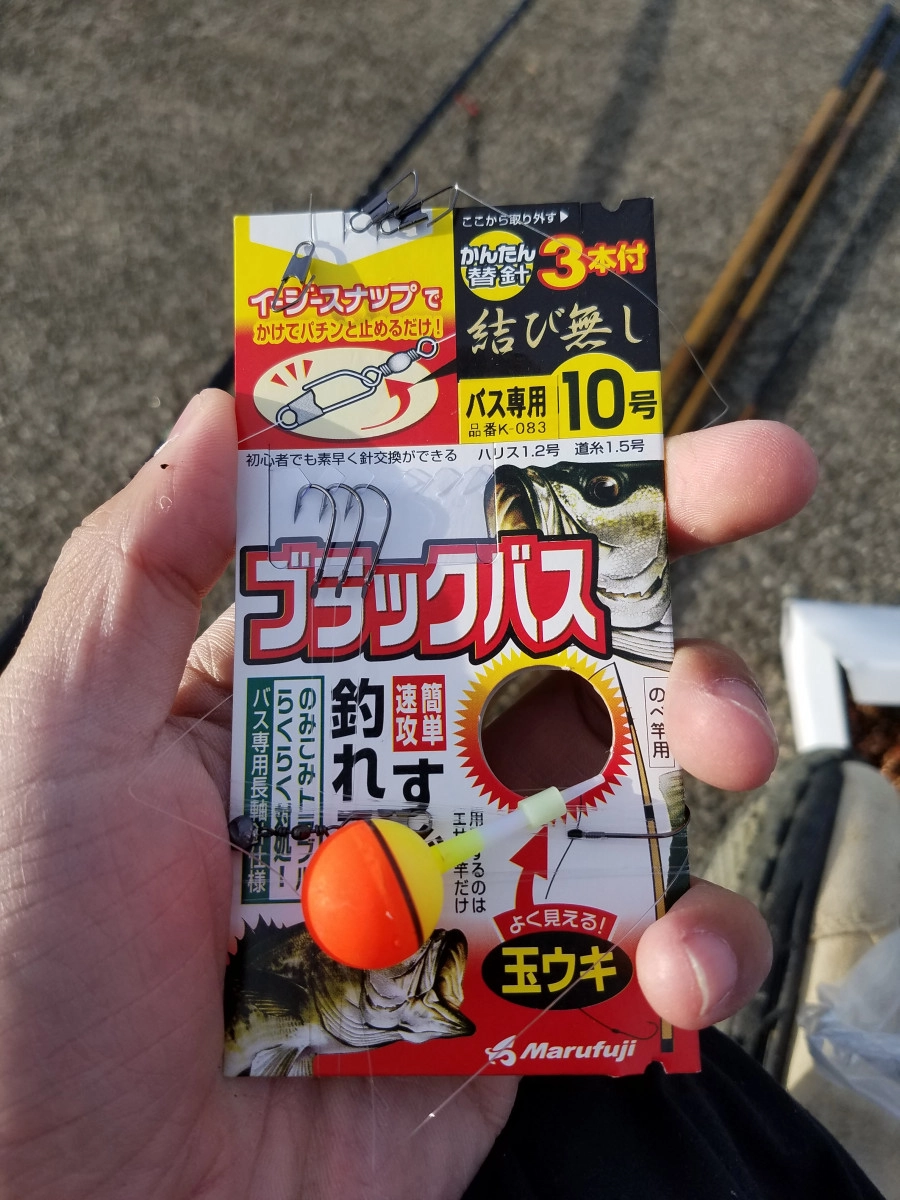 ここから取り外す▶
かんたん
替針
3本付
結び無し
イージースナップで
かけてパチンと止めるだけ!
バス専用
品番K-083
10号
初心者でも素早く針交換ができる
ハリス1.2号 道糸1.5号
ブラックバス
簡単
速攻
釣れ
のべ竿用
バス専用長軸
仕様
よく見える!
玉ウキ
Marufuji